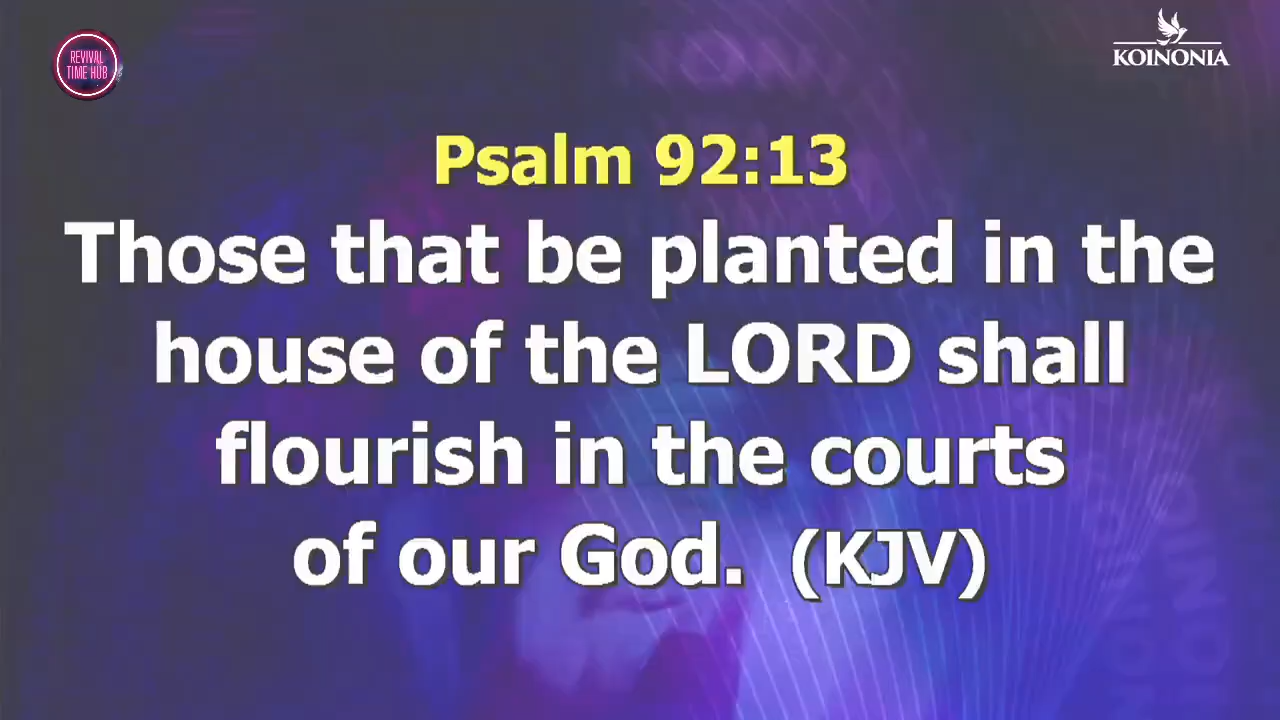 REVIVAL
TIME HUB
KOINONIA
Psalm 92:13
Those that be planted in the
house of the LORD shall
flourish in the courts
of our God.  (KJV)